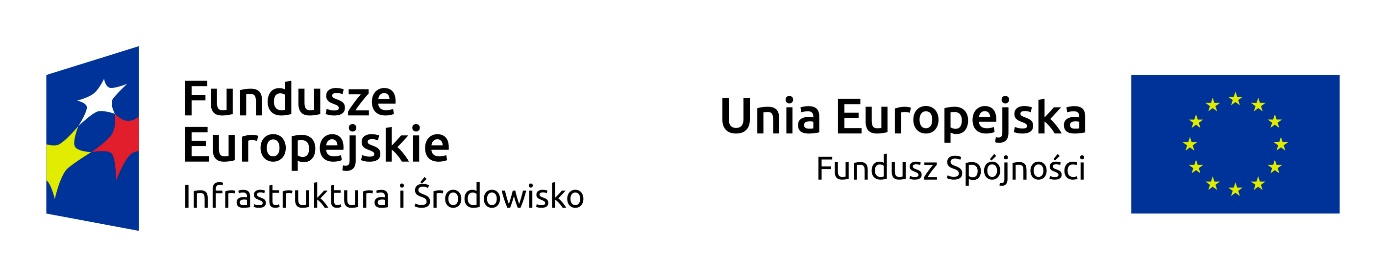 Fundusze
Europejskie
Infrastruktura i Środowisko
Unia Europejska
Fundusz Spójności